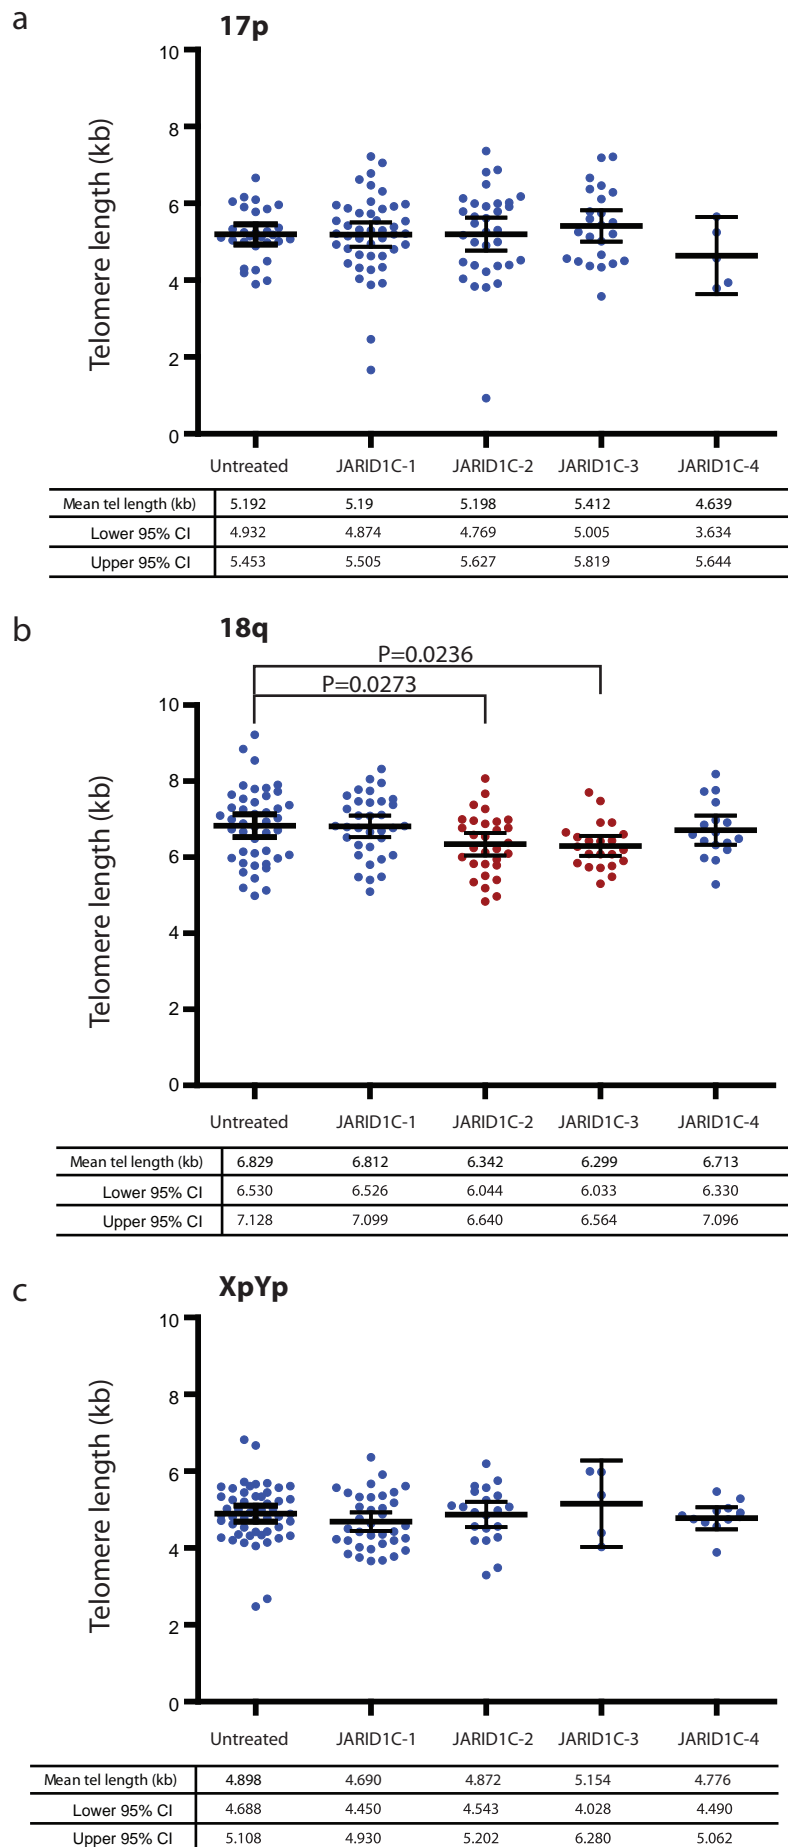 a
17p
10
8
6
4
2
0
Telomere length (kb)
Untreated JARID1C-1 JARID1C-2 JARID1C-3 JARID1C-4
Mean tel length (kb) 5.192 5.19 5.198 5.412 4.639
Lower 95% CI 4.932 4.874 4.769 5.005 3.634
Upper 95% CI 5.453 5.505 5.627 5.819 5.644
b
18q
P=0.0236
P=0.0273
10
8
6
4
2
0
Telomere length (kb)
Untreated JARID1C-1 JARID1C-2 JARID1C-3 JARID1C-4
Mean tel length (kb) 6.829 6.812 6.342 6.299 6.713
Lower 95% CI 6.530 6.526 6.044 6.033 6.330
Upper 95% CI 7.128 7.099 6.640 6.564 7.096
c
XpYp
10
8
6
4
2
0
Telomere length (kb)
Untreated JARID1C-1 JARID1C-2 JARID1C-3 JARID1C-4
Mean tel length (kb) 4.898 4.690 4.872 5.154 4.776
Lower 95% CI 4.688 4.450 4.543 4.028 4.490
Upper 95% CI 5.108 4.930 5.202 6.280 5.062